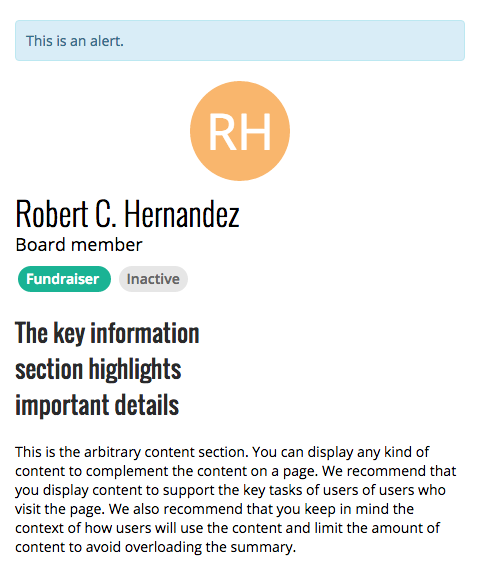 This is an alert.
RH
Robert C. Hernandez
Board member
Fundraiser Inactive
The key information
section highlights
important details
This is the arbitrary content section. You can display any kind of
content to complement the content on a page. We recommend that
you display content to support the key tasks of users of users who
visit the page. We also recommend that you keep in mind the
context of how users will use the content and limit the amount of
content to avoid overloading the summary.